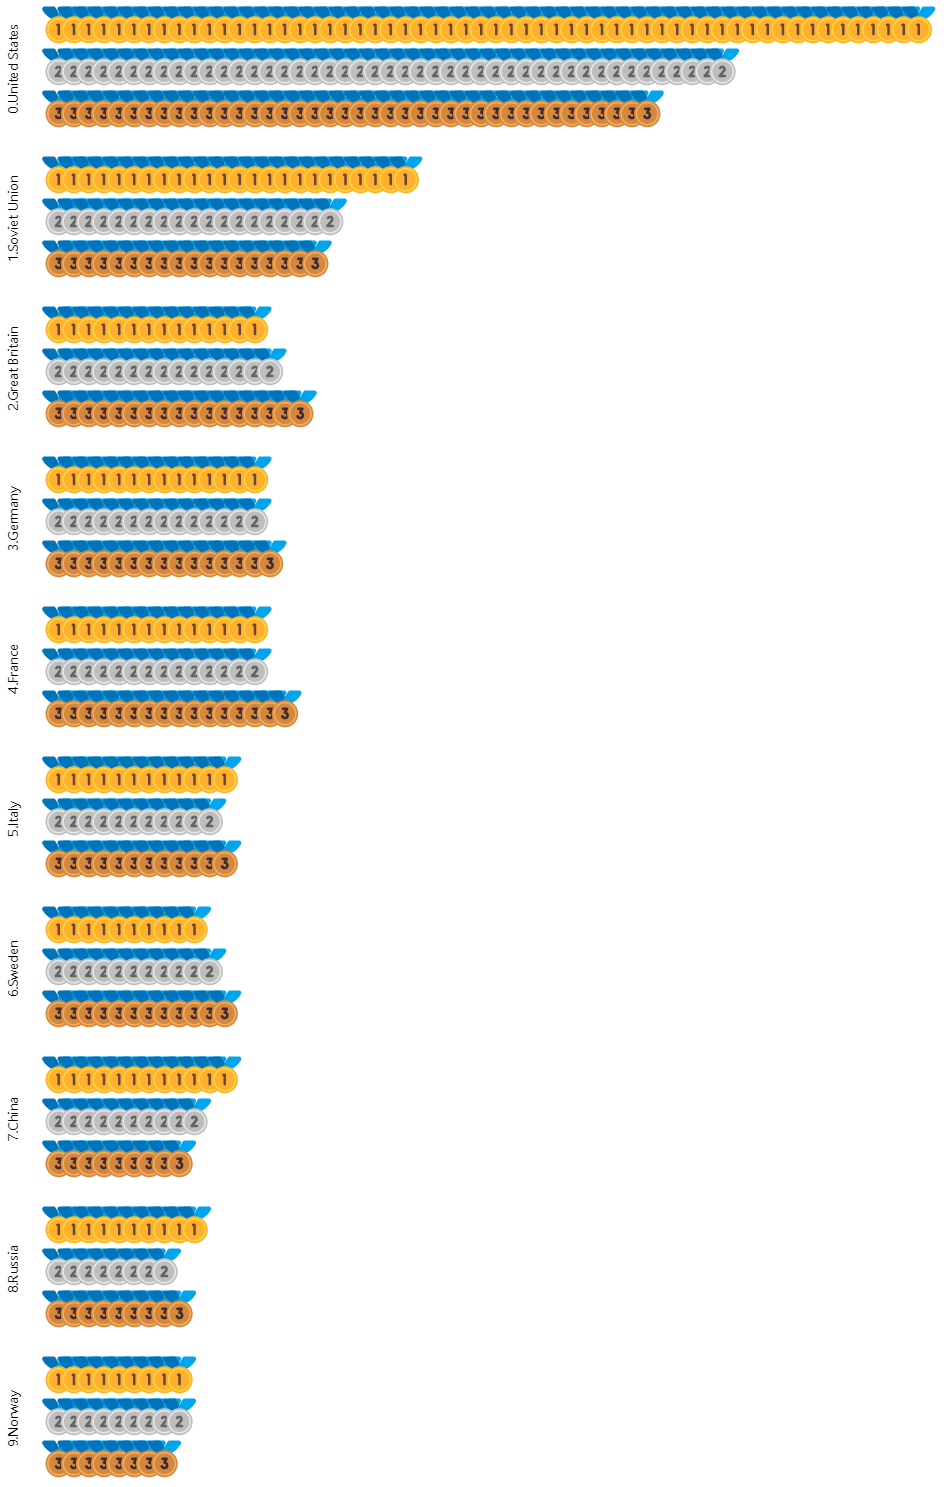 0.United States
1.Soviet Union
2.Great Britain
3.Germany
4.France
5.Italy
6.Sweden
7.China
8.Russia
9.Norway